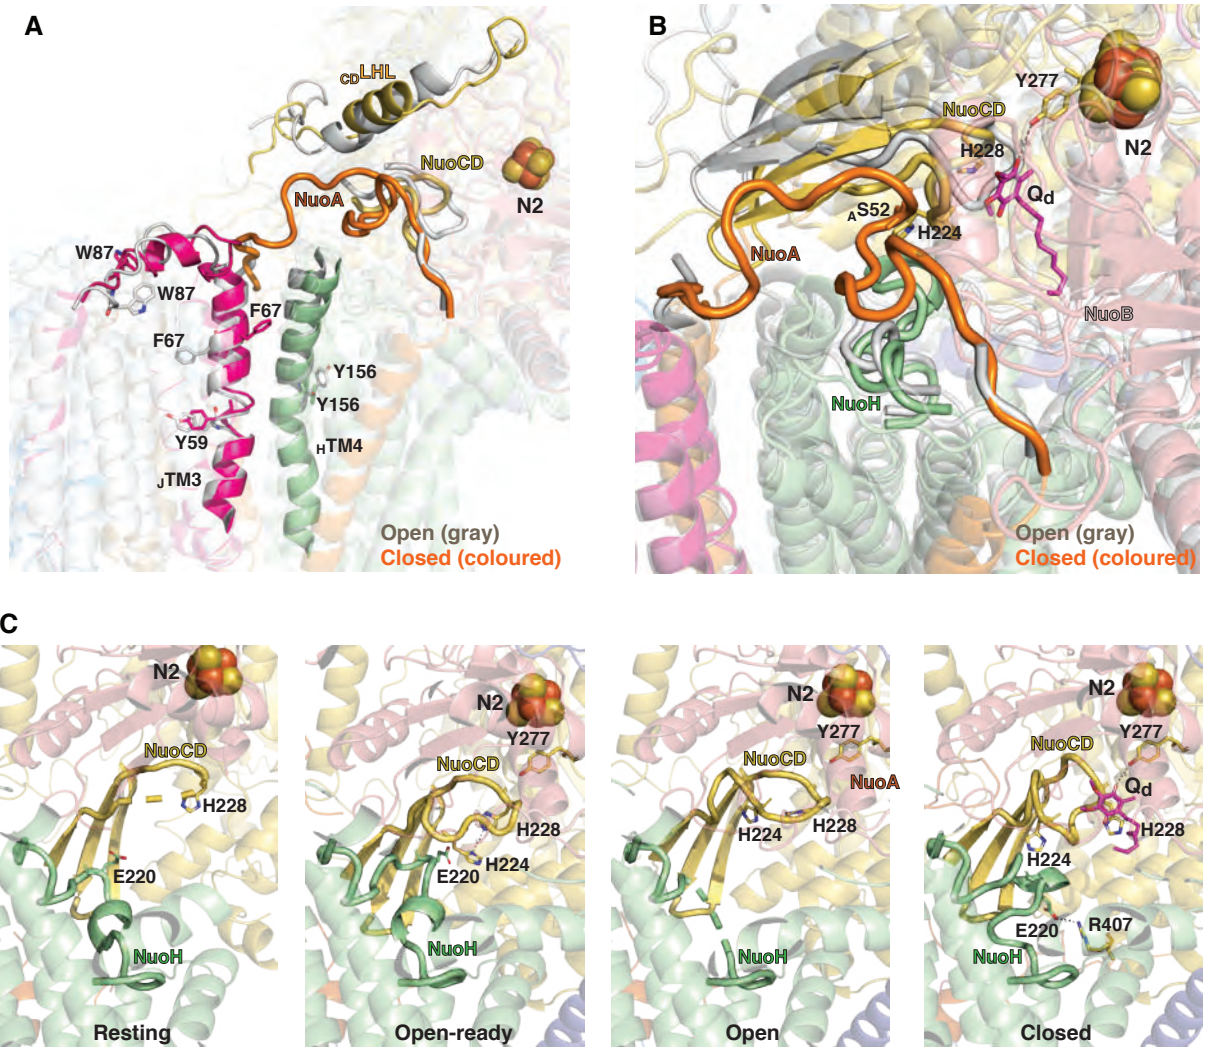 A
CDLHL
NuoCD
NuoA
N2
W87
W87
F67
F67
Y156
Y156
Y59
HTM4
JTM3
Open (gray)
Closed (coloured)
B
Y277
NuoCD
N2
H228
Qd
AS52
H224
NuoA
NuoB
NuoH
Open (gray)
Closed (coloured)
C
N2
NuoCD
H228
E220
NuoH
Resting
N2
Y277
NuoCD
H228
E220
H224
NuoH
Open-ready
N2
Y277
NuoCD
NuoA
H224
H228
NuoH
Open
N2
Y277
NuoCD
Qd
H228
H224
E220
R407
NuoH
Closed